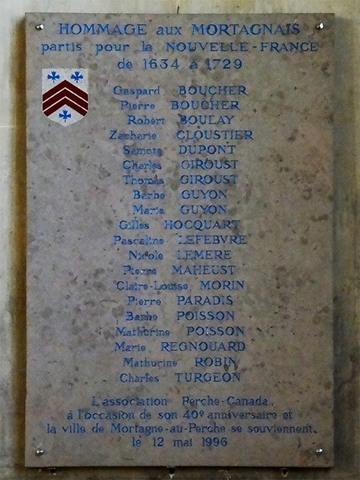 HOMMAGE aux MORTAGNAIS
partis pour la NOUVELLE-FRANCE
de 1634 à 1729
Gaspard BOUCHER
Pierre BOUCHER
Robert BOULAY
Zacharie CLOUSTIER
DUPONT
Charles GIROUST
Thomas GIROUST
Barbe GUYON
Marie GUYON
Gilles HOCQUART
Pascaline LEFEBVRE
Nicole LEMERE
Pierre MAHEUST
Claire-Louise MORIN
Pierre PARADIS
Barbe POISSON
Mathurine POISSON
Marie REGNOUARD
Mathurine ROBIN
Charles TURGEON
L'association Perche-Canada,
à l'occasion de son 40e anniversaire et
la ville de Mortagne-au-Perche se souviennent,
le 12 mai 1996